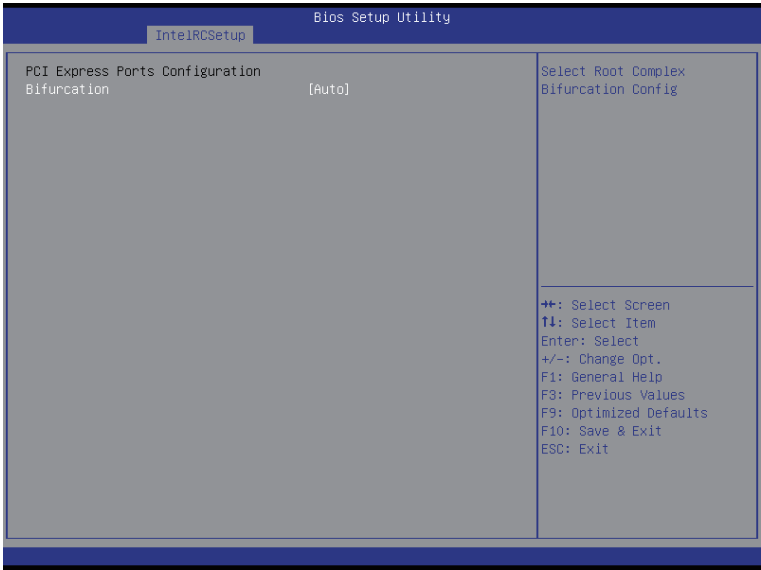 Bios Setup Utility
IntelRCSetup
PCI Express Ports Configuration
Bifurcation [Auto]
Select Root Complex
Bifurcation Config
→←: Select Screen
↑↓: Select Item
Enter: Select
+/-: Change Opt.
F1: General Help
F3: Previous Values
F9: Optimized Defaults
F10: Save & Exit
ESC: Exit